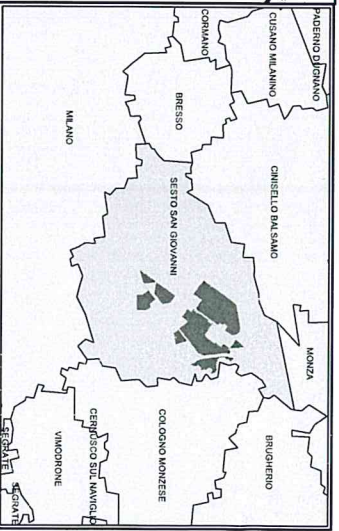 PADERNO DUGNANO
CUSANO MILANINO
CORMANO
BRESSO
CINISELLO BALSAMO
MONZA
MILANO
SESTO SAN GIOVANNI
BRUGHERIO
COLOGNO MONZESE
CERNUSCO SUL NAVIGLIO
VIMODRONE
SEGRATE
SEGRATE